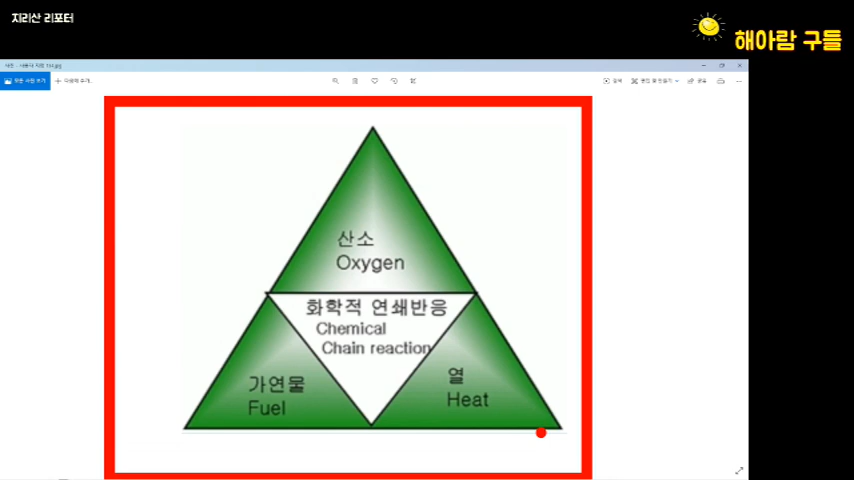 지리산 리포터
해아람 구들
산소
Oxygen
화학적 연쇄반응
Chemical
Chain reaction
가연물
Fuel
열
Heat